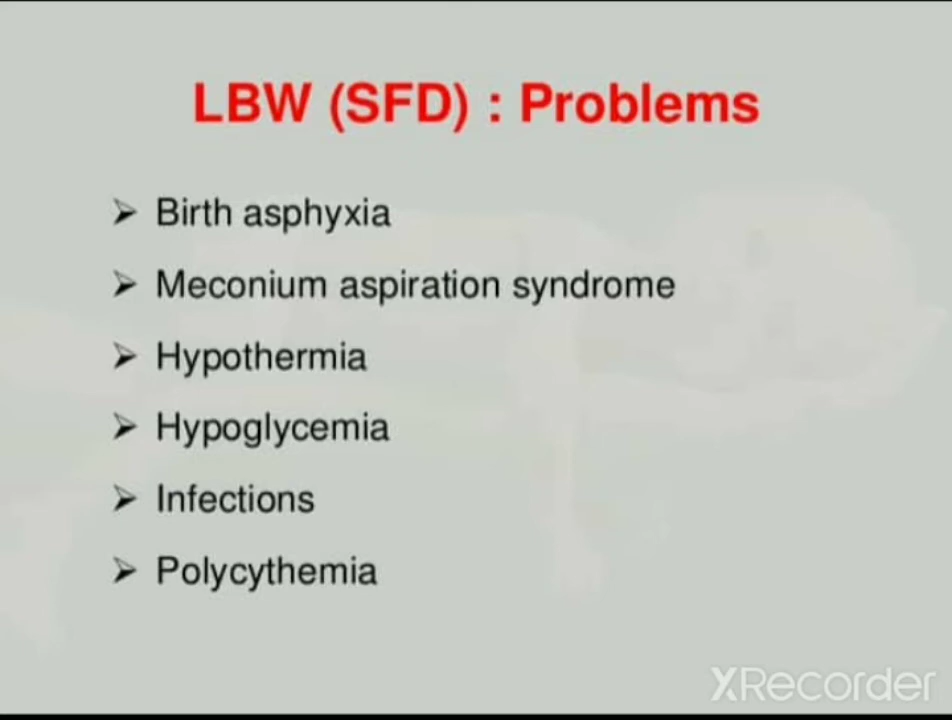 LBW (SFD) : Problems
➢ Birth asphyxia
➢ Meconium aspiration syndrome
➢ Hypothermia
➢ Hypoglycemia
➢ Infections
➢ Polycythemia
XRecorder